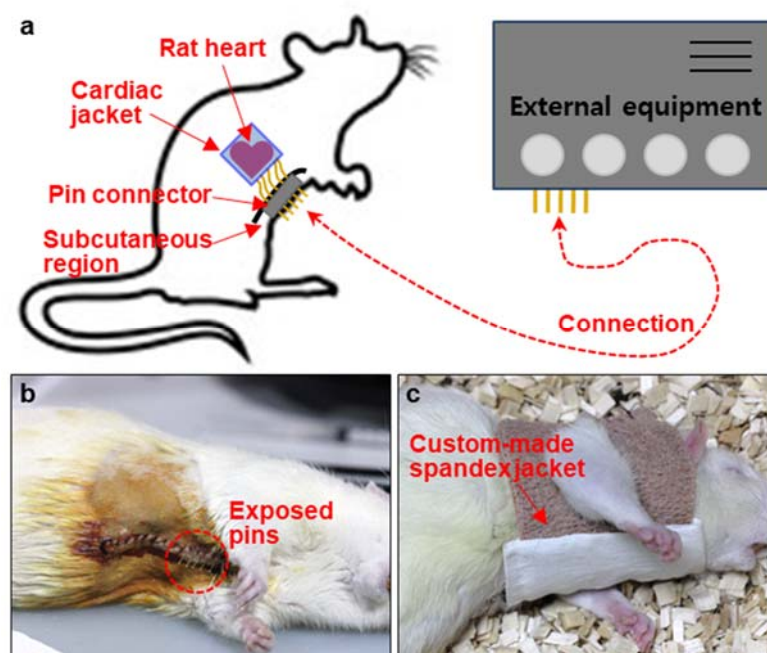 a
Rat heart
Cardiac
jacket
Pin connector
Subcutaneous
region
External equipment
Connection
b
Exposed
pins
c
Custom-made
spandex jacket